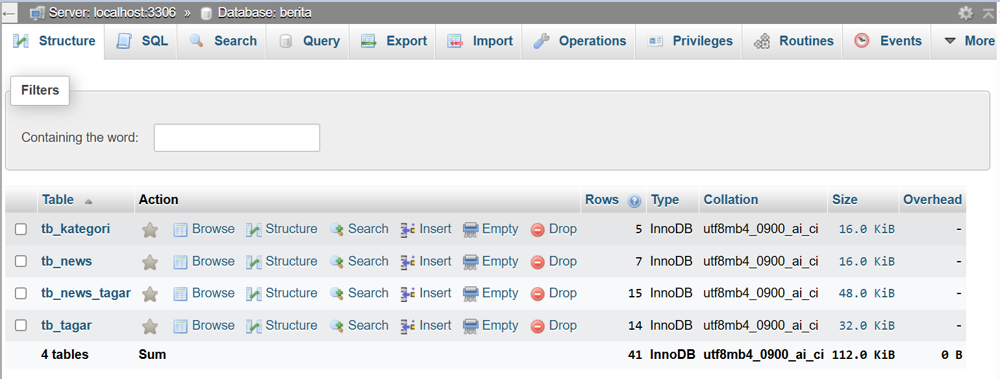 ← Server: localhost:3306 » Database: berita
Structure SQL Search Query Export Import Operations Privileges Routines Events More
Filters
Containing the word:
Table Action Rows Type Collation Size Overhead
tb_kategori Browse Structure Search Insert Empty Drop 5 InnoDB utf8mb4_0900_ai_ci 16.0 KiB -
tb_news Browse Structure Search Insert Empty Drop 7 InnoDB utf8mb4_0900_ai_ci 16.0 KiB -
tb_news_tagar Browse Structure Search Insert Empty Drop 15 InnoDB utf8mb4_0900_ai_ci 48.0 KiB -
tb_tagar Browse Structure Search Insert Empty Drop 14 InnoDB utf8mb4_0900_ai_ci 32.0 KiB -
4 tables Sum 41 InnoDB utf8mb4_0900_ai_ci 112.0 KiB 0 B